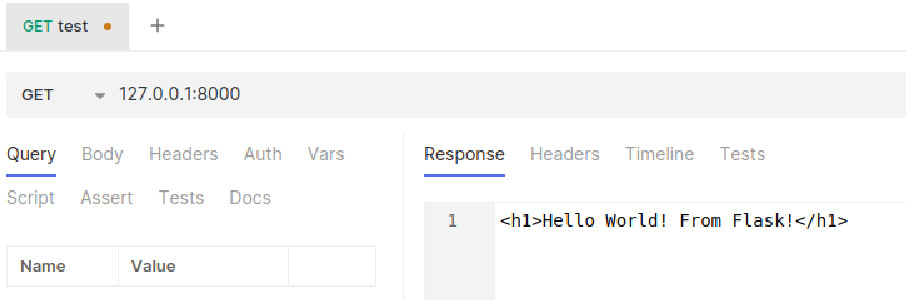 GET test
+
GET 127.0.0.1:8000
Query Body Headers Auth Vars
Script Assert Tests Docs
Name Value
Response Headers Timeline Tests
1 <h1>Hello World! From Flask!</h1>